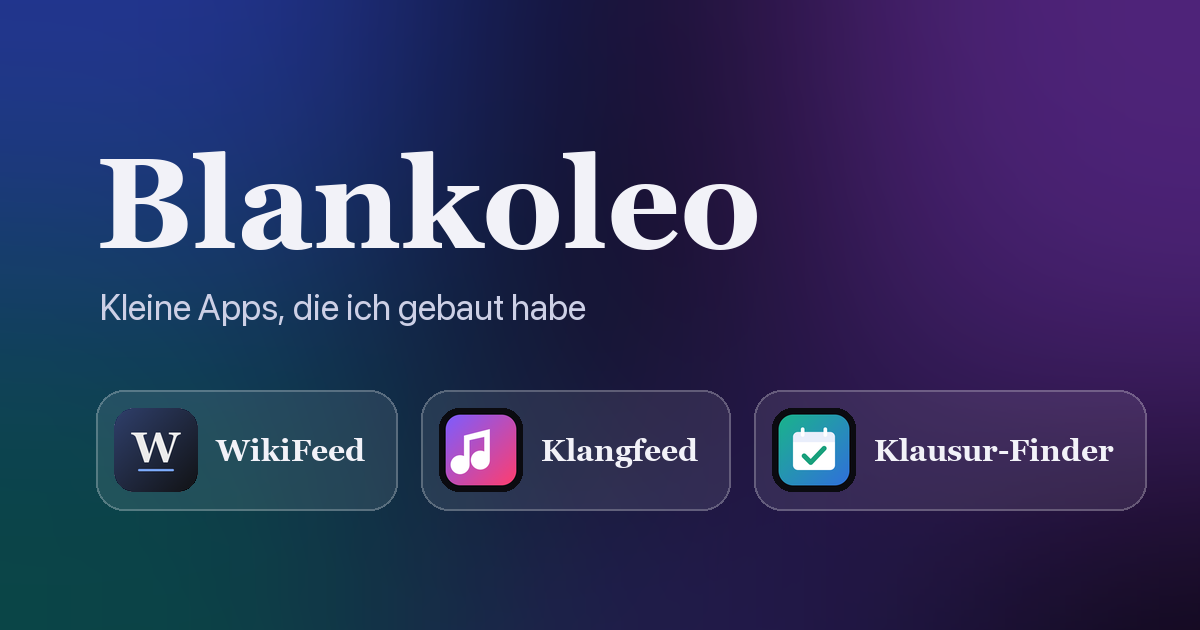 Blankoleo
Kleine Apps, die ich gebaut habe
W WikiFeed
Klangfeed
Klausur-Finder